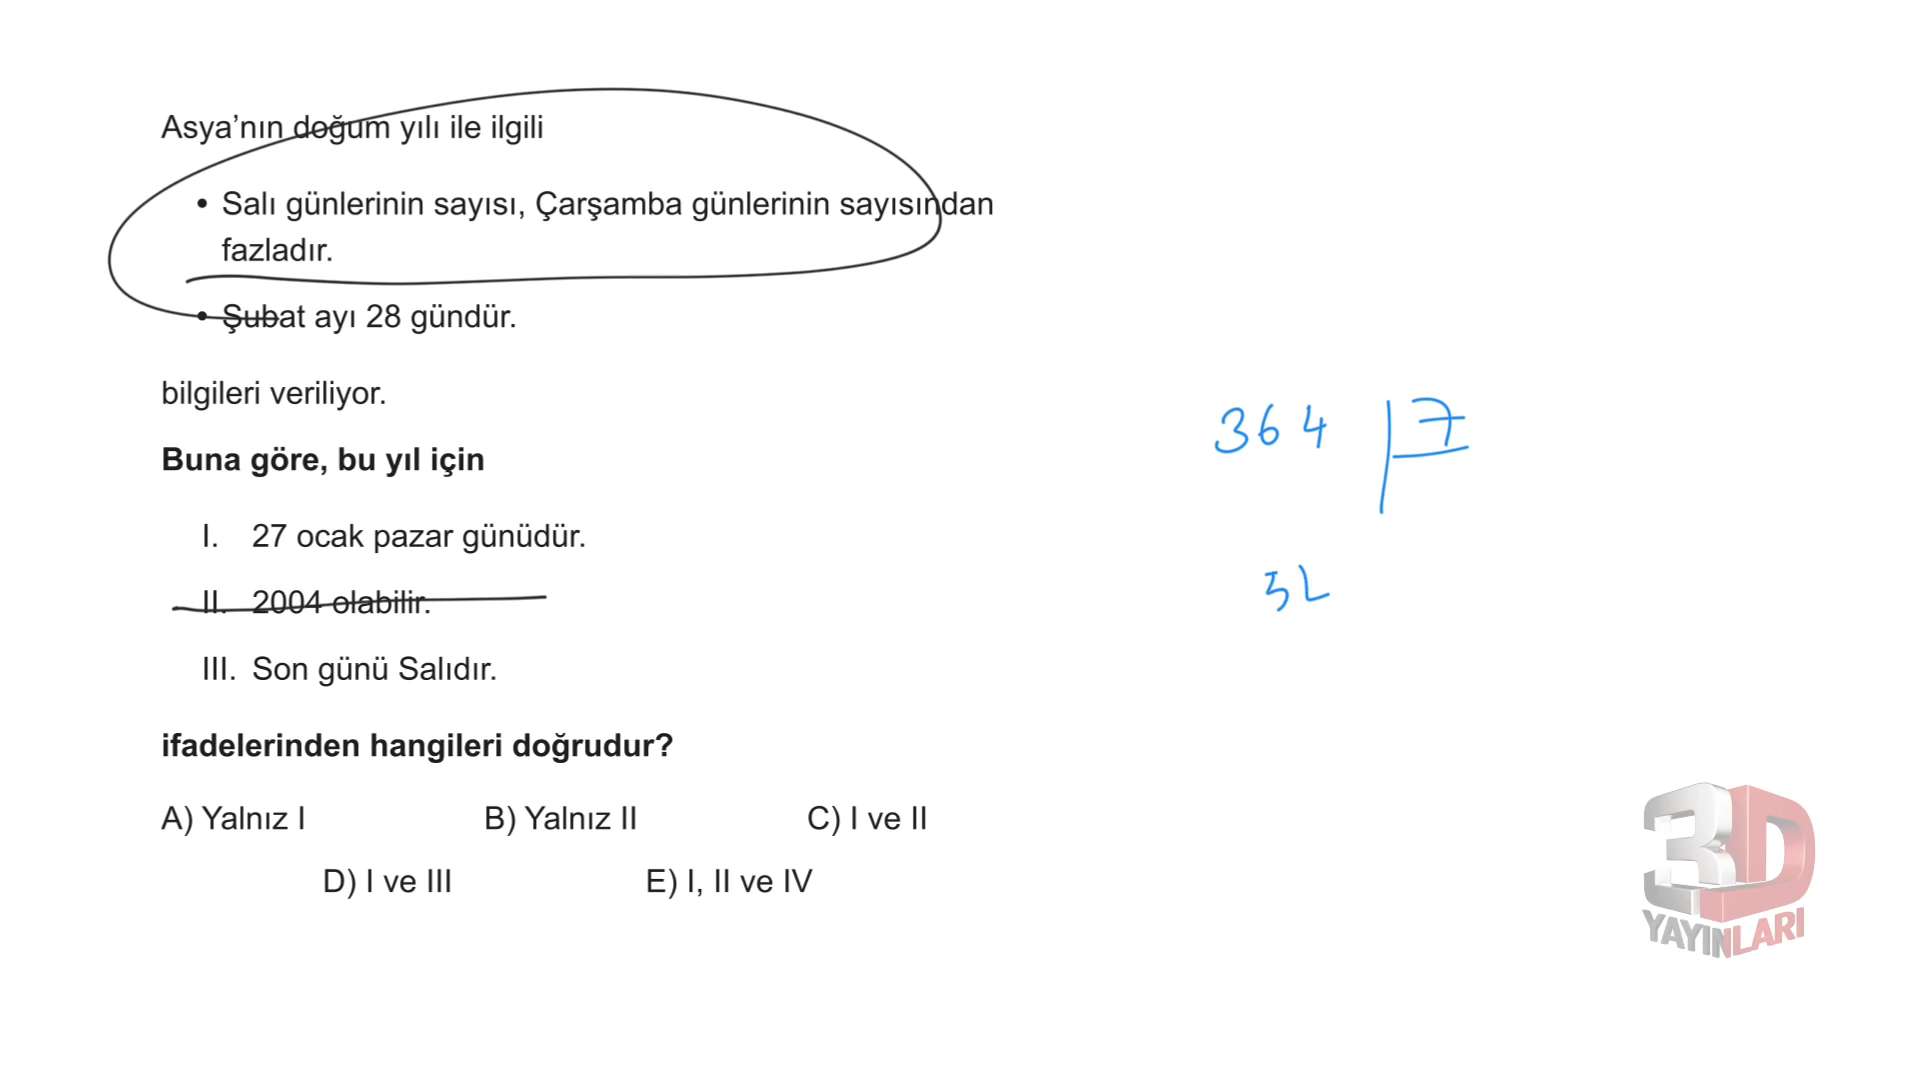 Asya’nın doğum yılı ile ilgili
• Salı günlerinin sayısı, Çarşamba günlerinin sayısından
fazladır.
• Şubat ayı 28 gündür.
bilgileri veriliyor.
Buna göre, bu yıl için
I. 27 ocak pazar günüdür.
II. 2004 olabilir.
III. Son günü Salıdır.
ifadelerinden hangileri doğrudur?
A) Yalnız I B) Yalnız II C) I ve II
D) I ve III E) I, II ve IV
364 7
3D
YAYINLARI